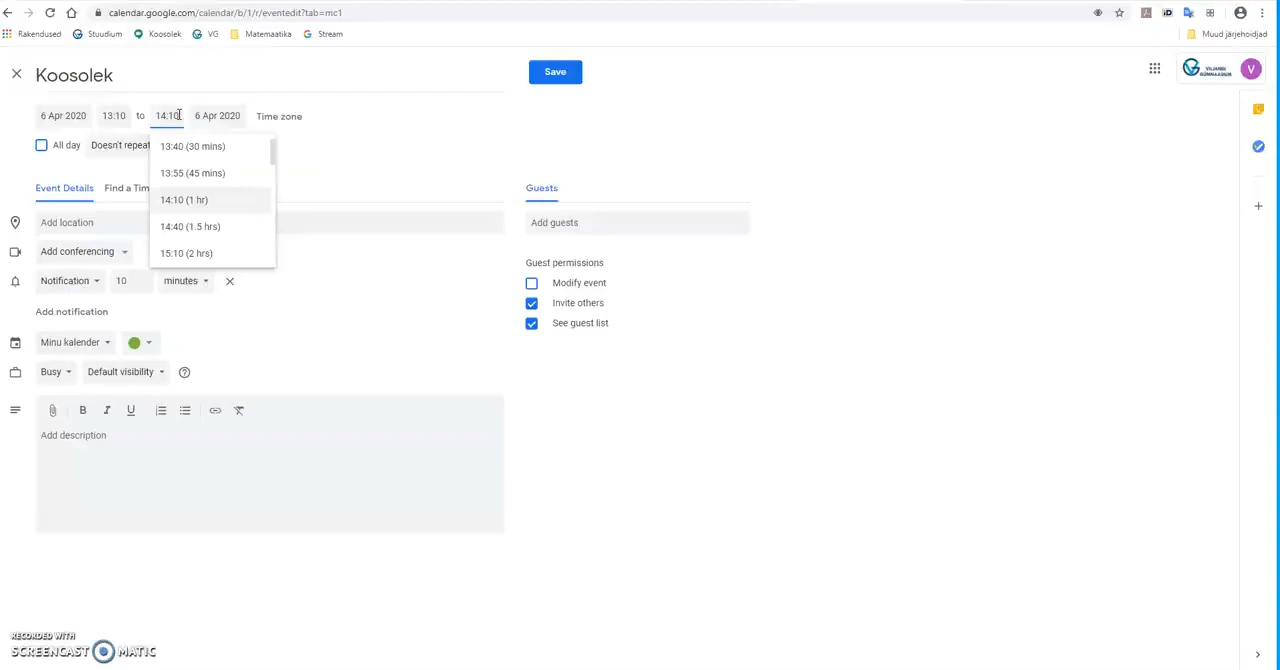 calendar.google.com/calendar/b/1/r/eventedit?tab=mc1
Rakendused Stuudium Koosolek VG Matemaatika Stream Muud järjehoidjad
Koosolek
Save
VILJANDI GÜMNAASIUM
V
6 Apr 2020 13:10 to 14:10 6 Apr 2020 Time zone
All day Doesn't repeat
13:40 (30 mins)
13:55 (45 mins)
14:10 (1 hr)
14:40 (1.5 hrs)
15:10 (2 hrs)
Event Details Find a Tim
Guests
Add location
Add guests
Add conferencing
Guest permissions
Notification 10 minutes
Modify event
Invite others
Add notification
See guest list
Minu kalender
Busy Default visibility
B I U
Add description
RECORDED WITH
SCREENCAST MATIC